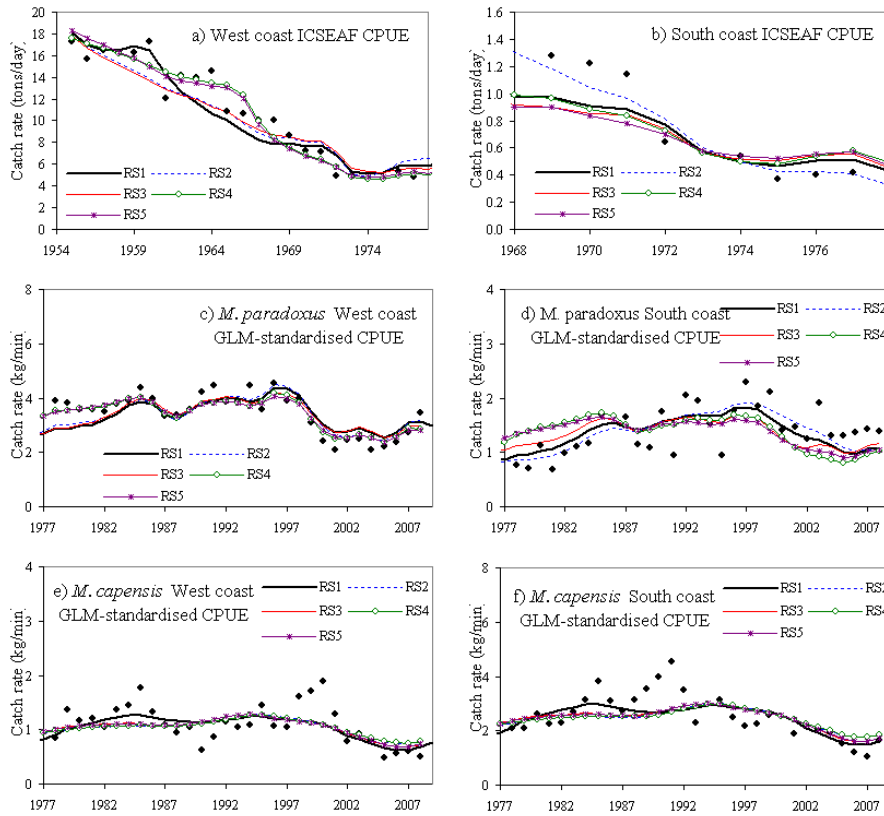 20
18
16
14
12
10
8
6
4
2
0
Catch rate (tons/day)
a) West coast ICSEAF CPUE
RS1 RS2
RS3 RS4
RS5
1954 1959 1964 1969 1974
1.6
1.4
1.2
1.0
0.8
0.6
0.4
0.2
0.0
Catch rate (tons/day)
b) South coast ICSEAF CPUE
RS1
RS2
RS3
RS4
RS5
1968 1970 1972 1974 1976
8
4
2
0
Catch rate (kg/min)
c) M. paradoxus West coast
GLM-standardised CPUE
RS1 RS2
RS3 RS4
RS5
1977 1982 1987 1992 1997 2002 2007
4
2
1
0
Catch rate (kg/min)
d) M. paradoxus South coast
GLM-standardised CPUE
RS1 RS2
RS3 RS4
RS5
1977 1982 1987 1992 1997 2002 2007
4
2
1
0
Catch rate (kg/min)
e) M. capensis West coast
GLM-standardised CPUE
RS1 RS2
RS3 RS4
RS5
1977 1982 1987 1992 1997 2002 2007
8
4
2
0
Catch rate (kg/min)
f) M. capensis South coast
GLM-standardised CPUE
RS1 RS2
RS3 RS4
RS5
1977 1982 1987 1992 1997 2002 2007